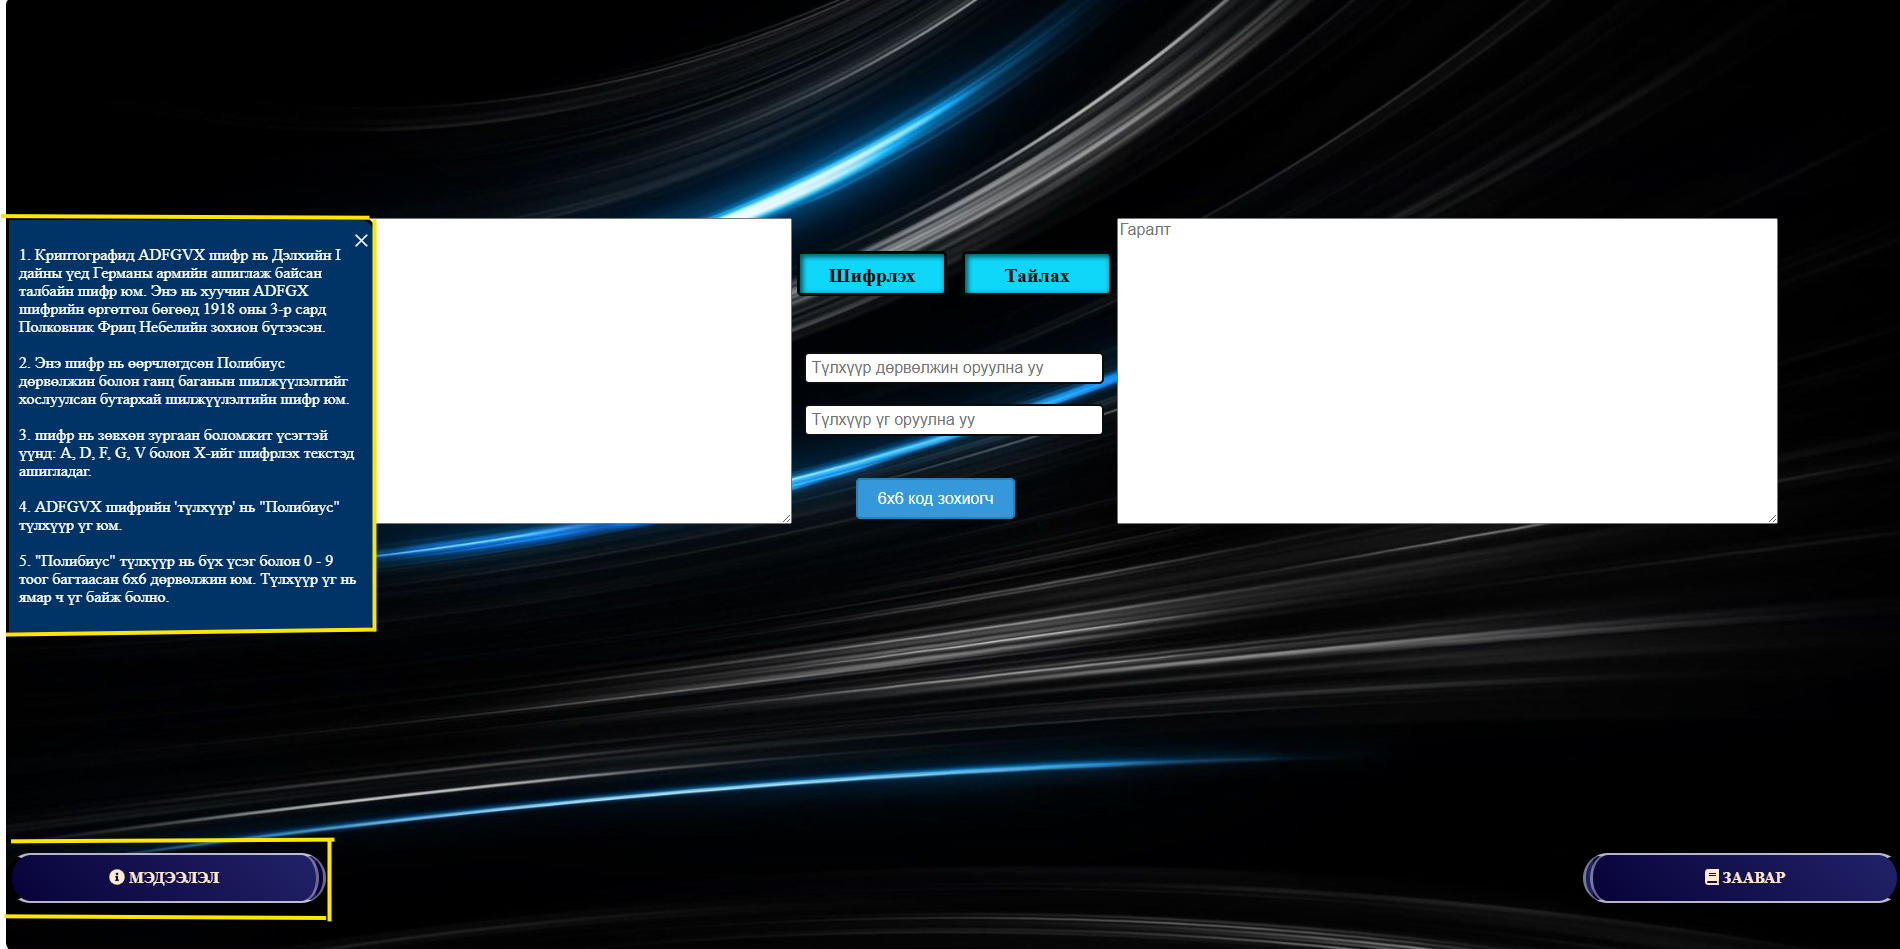 1. Криптографид ADFGVX шифр нь Дэлхийн I
дайны үед Германы армийн ашиглаж байсан
талбайн шифр юм. Энэ нь хуучин ADFGX
шифрийн өргөтгөл бөгөөд 1918 оны 3-р сард
Полковник Фриц Небелийн зохион бүтээсэн.
2. Энэ шифр нь өөрчлөгдсөн Полибиус
дөрвөлжин болон ганц баганын шилжүүлэлтийг
хослуулсан бутархай шилжүүлэлтийн шифр юм.
3. шифр нь зөвхөн зургаан боломжит үсэгтэй
үүнд: A, D, F, G, V болон X-ийг шифрлэх текстэд
ашигладаг.
4. ADFGVX шифрийн 'түлхүүр' нь "Полибиус"
түлхүүр үг юм.
5. "Полибиус" түлхүүр нь бүх үсэг болон 0 - 9
тоог багтаасан 6x6 дөрвөлжин юм. Түлхүүр үг нь
ямар ч үг байж болно.
Шифрлэх
Тайлах
Түлхүүр дөрвөлжин оруулна уу
Түлхүүр үг оруулна уу
6x6 код зохиогч
Гаралт
МЭДЭЭЛЭЛ
ЗААВАР